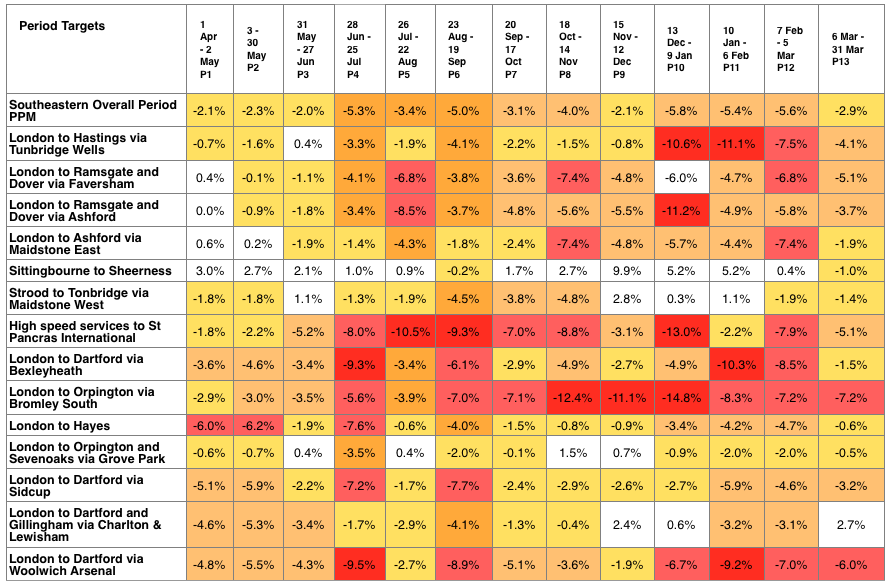 Period Targets
1 Apr - 2 May P1
3 - 30 May P2
31 May - 27 Jun P3
28 Jun - 25 Jul P4
26 Jul - 22 Aug P5
23 Aug - 19 Sep P6
20 Sep - 17 Oct P7
18 Oct - 14 Nov P8
15 Nov - 12 Dec P9
13 Dec - 9 Jan P10
10 Jan - 6 Feb P11
7 Feb - 5 Mar P12
6 Mar - 31 Mar P13
Southeastern Overall Period PPM -2.1% -2.3% -2.0% -5.3% -3.4% -5.0% -3.1% -4.0% -2.1% -5.8% -5.4% -5.6% -2.9%
London to Hastings via Tunbridge Wells -0.7% -1.6% 0.4% -3.3% -1.9% -4.1% -2.2% -1.5% -0.8% -10.6% -11.1% -7.5% -4.1%
London to Ramsgate and Dover via Faversham 0.4% -0.1% -1.1% -4.1% -6.8% -3.8% -3.6% -7.4% -4.8% -6.0% -4.7% -6.8% -5.1%
London to Ramsgate and Dover via Ashford 0.0% -0.9% -1.8% -3.4% -8.5% -3.7% -4.8% -5.6% -5.5% -11.2% -4.9% -5.8% -3.7%
London to Ashford via Maidstone East 0.6% 0.2% -1.9% -1.4% -4.3% -1.8% -2.4% -7.4% -4.8% -5.7% -4.4% -7.4% -1.9%
Sittingbourne to Sheerness 3.0% 2.7% 2.1% 1.0% 0.9% -0.2% 1.7% 2.7% 9.9% 5.2% 5.2% 0.4% -1.0%
Strood to Tonbridge via Maidstone West -1.8% -1.8% 1.1% -1.3% -1.9% -4.5% -3.8% -4.8% 2.8% 0.3% 1.1% -1.9% -1.4%
High speed services to St Pancras International -1.8% -2.2% -5.2% -8.0% -10.5% -9.3% -7.0% -8.8% -3.1% -13.0% -2.2% -7.9% -5.1%
London to Dartford via Bexleyheath -3.6% -4.6% -3.4% -9.3% -3.4% -6.1% -2.9% -4.9% -2.7% -4.9% -10.3% -8.5% -1.5%
London to Orpington via Bromley South -2.9% -3.0% -3.5% -5.6% -3.9% -7.0% -7.1% -12.4% -11.1% -14.8% -8.3% -7.2% -7.2%
London to Hayes -6.0% -6.2% -1.9% -7.6% -0.6% -4.0% -1.5% -0.8% -0.9% -3.4% -4.2% -4.7% -0.6%
London to Orpington and Sevenoaks via Grove Park -0.6% -0.7% 0.4% -3.5% 0.4% -2.0% -0.1% 1.5% 0.7% -0.9% -2.0% -2.0% -0.5%
London to Dartford via Sidcup -5.1% -5.9% -2.2% -7.2% -1.7% -7.7% -2.4% -2.9% -2.6% -2.7% -5.9% -4.6% -3.2%
London to Dartford and Gillingham via Charlton & Lewisham -4.6% -5.3% -3.4% -1.7% -2.9% -4.1% -1.3% -0.4% 2.4% 0.6% -3.2% -3.1% 2.7%
London to Dartford via Woolwich Arsenal -4.8% -5.5% -4.3% -9.5% -2.7% -8.9% -5.1% -3.6% -1.9% -6.7% -9.2% -7.0% -6.0%